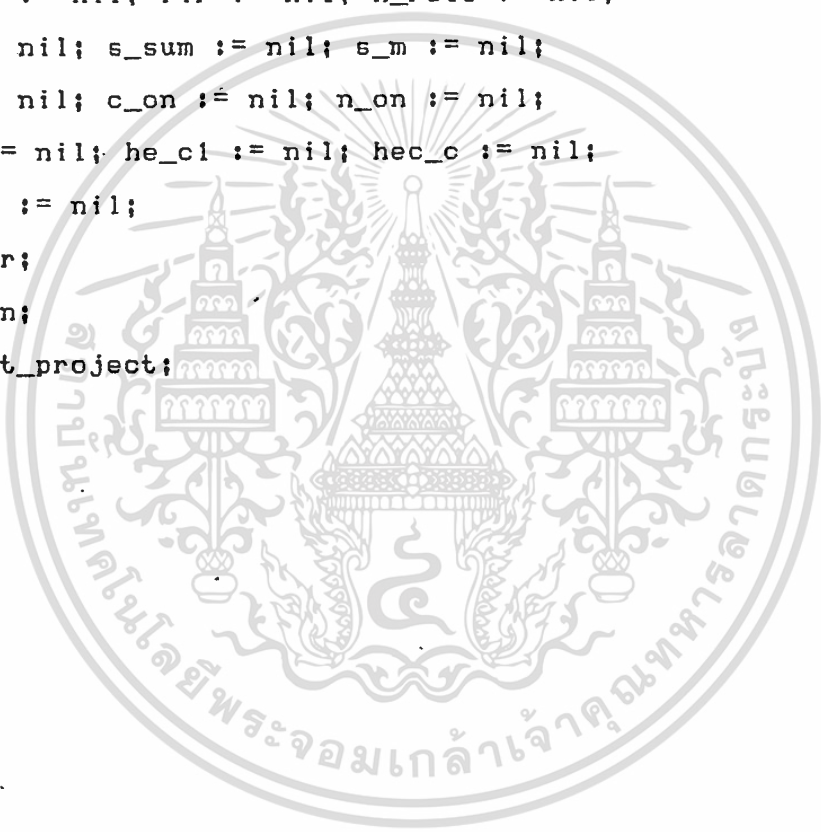 nil; s_sum := nil; s_m := nil;
nil; c_on := nil; n_on := nil;
= nil; he_c1 := nil; hec_c := nil;
:= nil;
r;
n;
t_project;
สถาบันเทคโนโลยีพระจอมเกล้าเจ้าคุณทหารลาดกระบัง